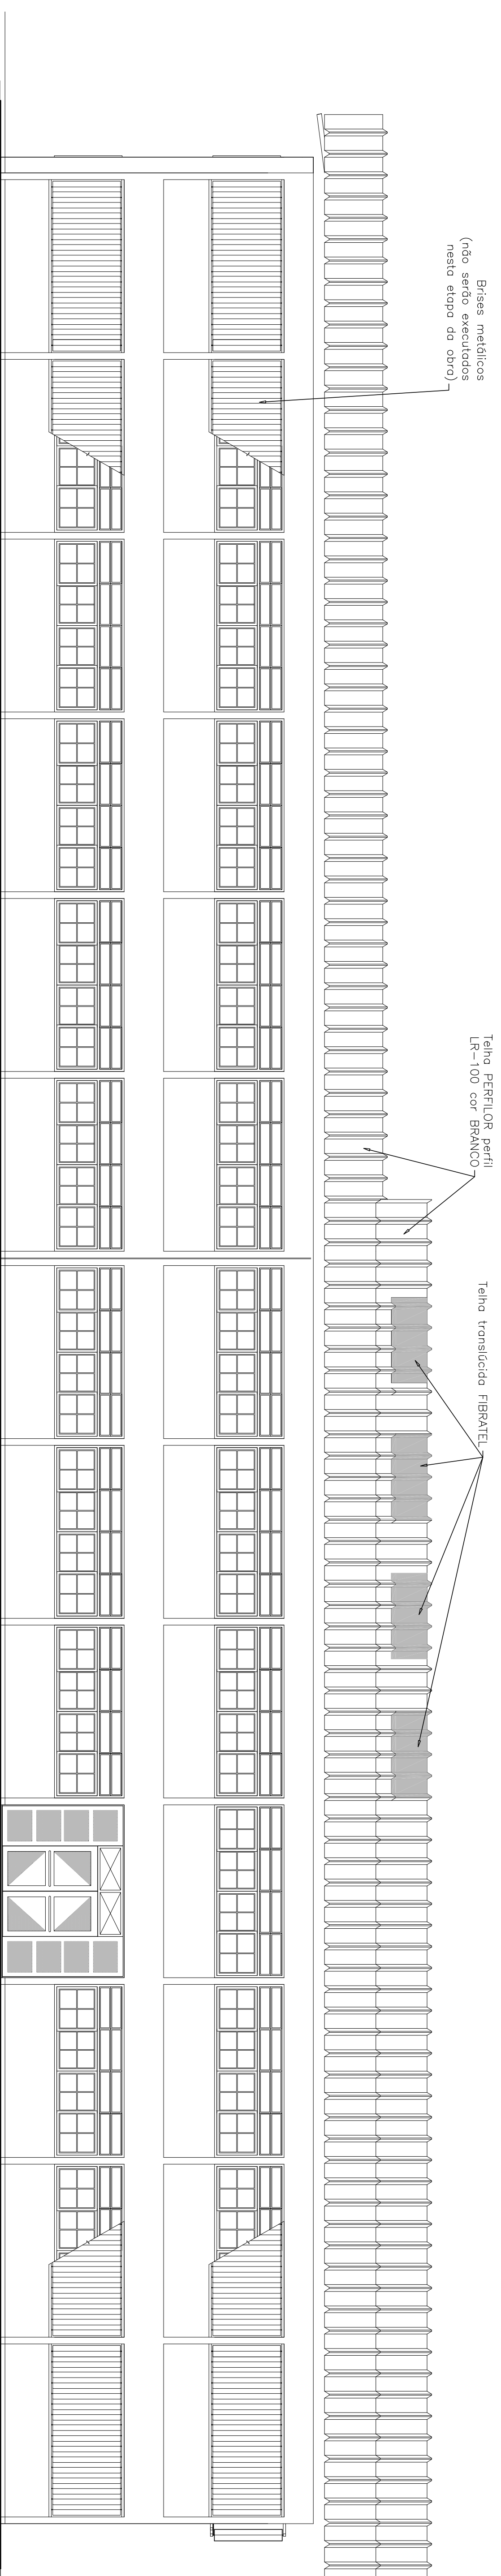 Brises metálicos
(não serão executados
nesta etapa da obra)
Telha PERFILOR perfil
LR-100 cor BRANCO
Telha translúcida FIBRATEL